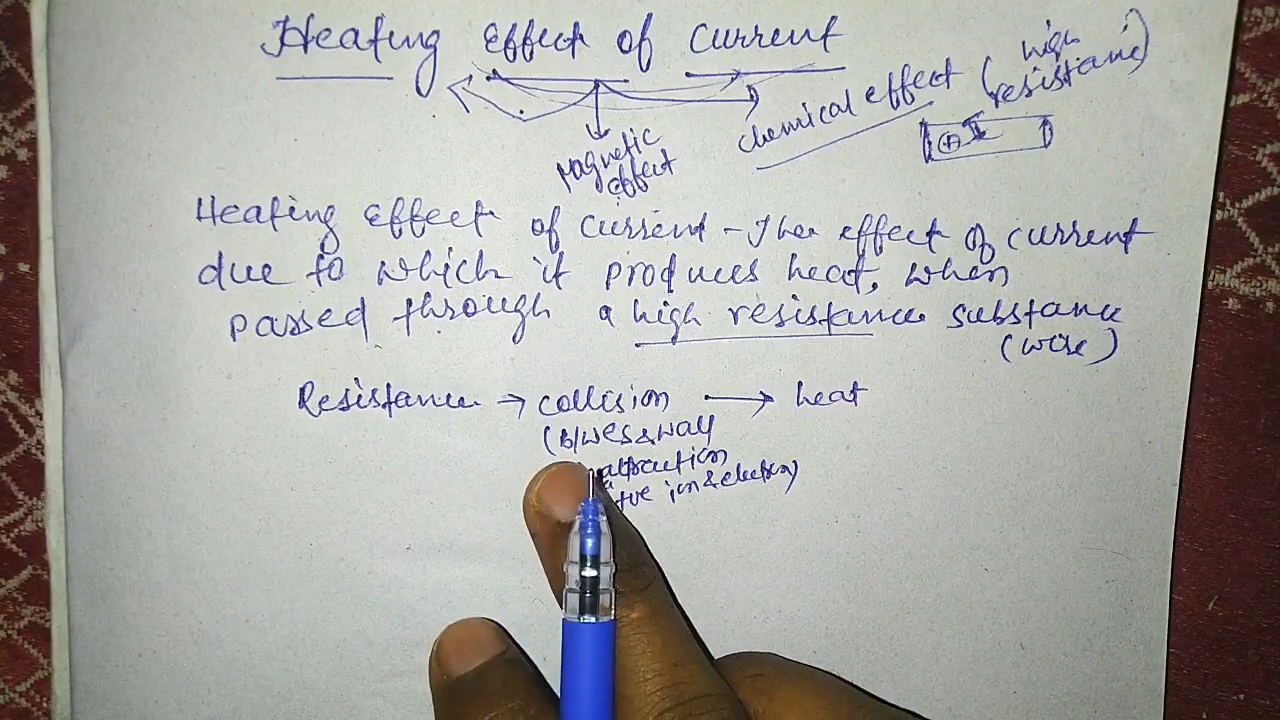 Heating Effect of Current
Magnetic
effect
chemical effect (high
resistance)
+
Heating Effect of Current - The effect of current
due to which it produces heat, when
passed through a high resistance substance
(wire)
Resistance → collision → heat
(b/w es & wall
attraction
+ve ion & electron)